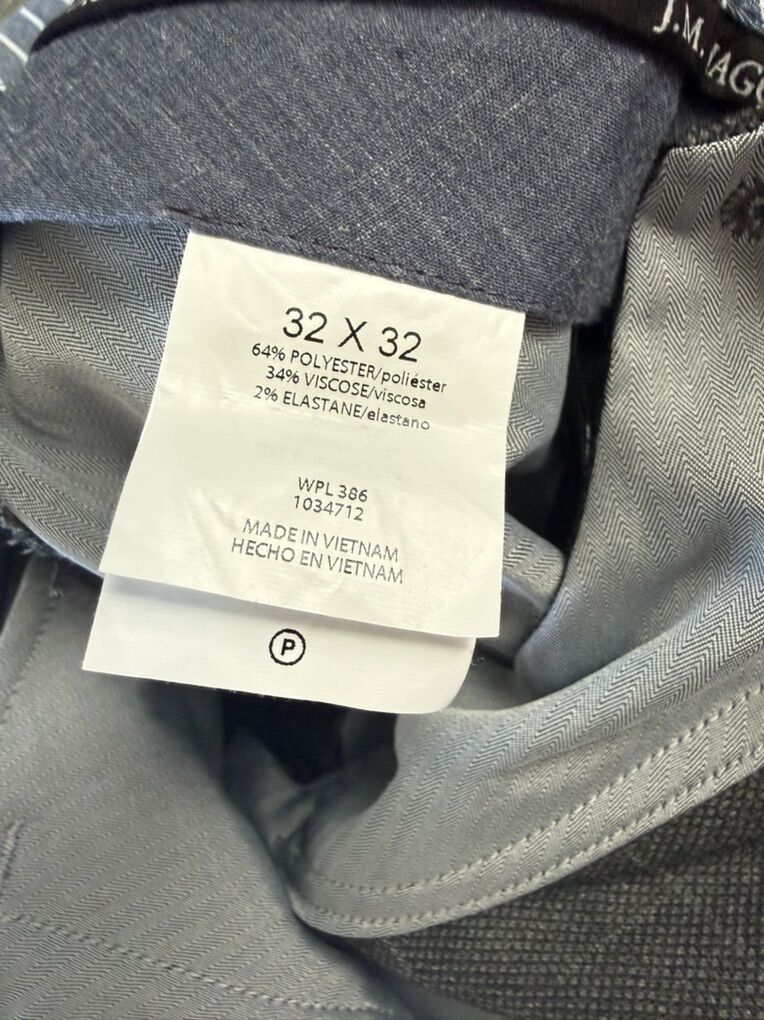 J.M.HAGG
32 X 32
64% POLYESTER/poliéster
34% VISCOSE/viscosa
2% ELASTANE/elastano
WPL 386
1034712
MADE IN VIETNAM
HECHO EN VIETNAM
P